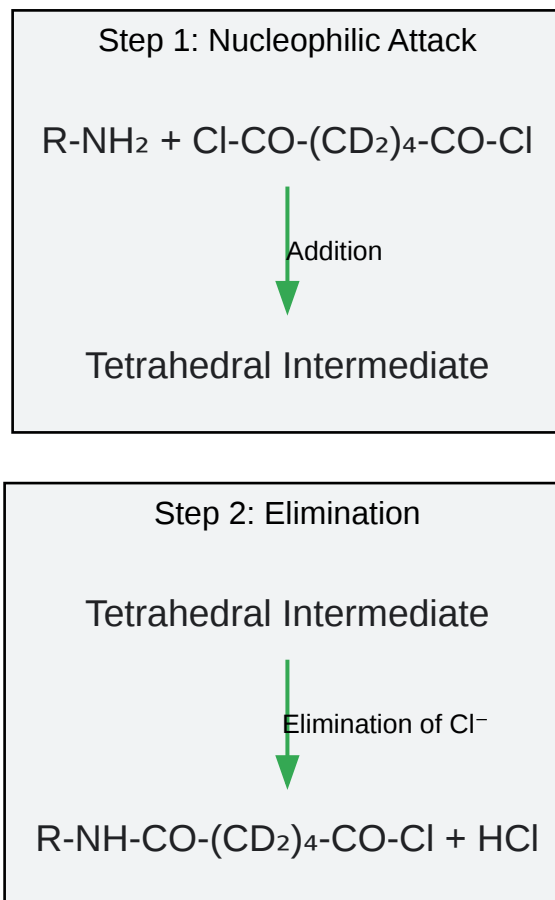 Step 1: Nucleophilic Attack
R-NH₂ + Cl-CO-(CD₂)₄-CO-Cl
Addition
Tetrahedral Intermediate
Step 2: Elimination
Tetrahedral Intermediate
Elimination of Cl⁻
R-NH-CO-(CD₂)₄-CO-Cl + HCl